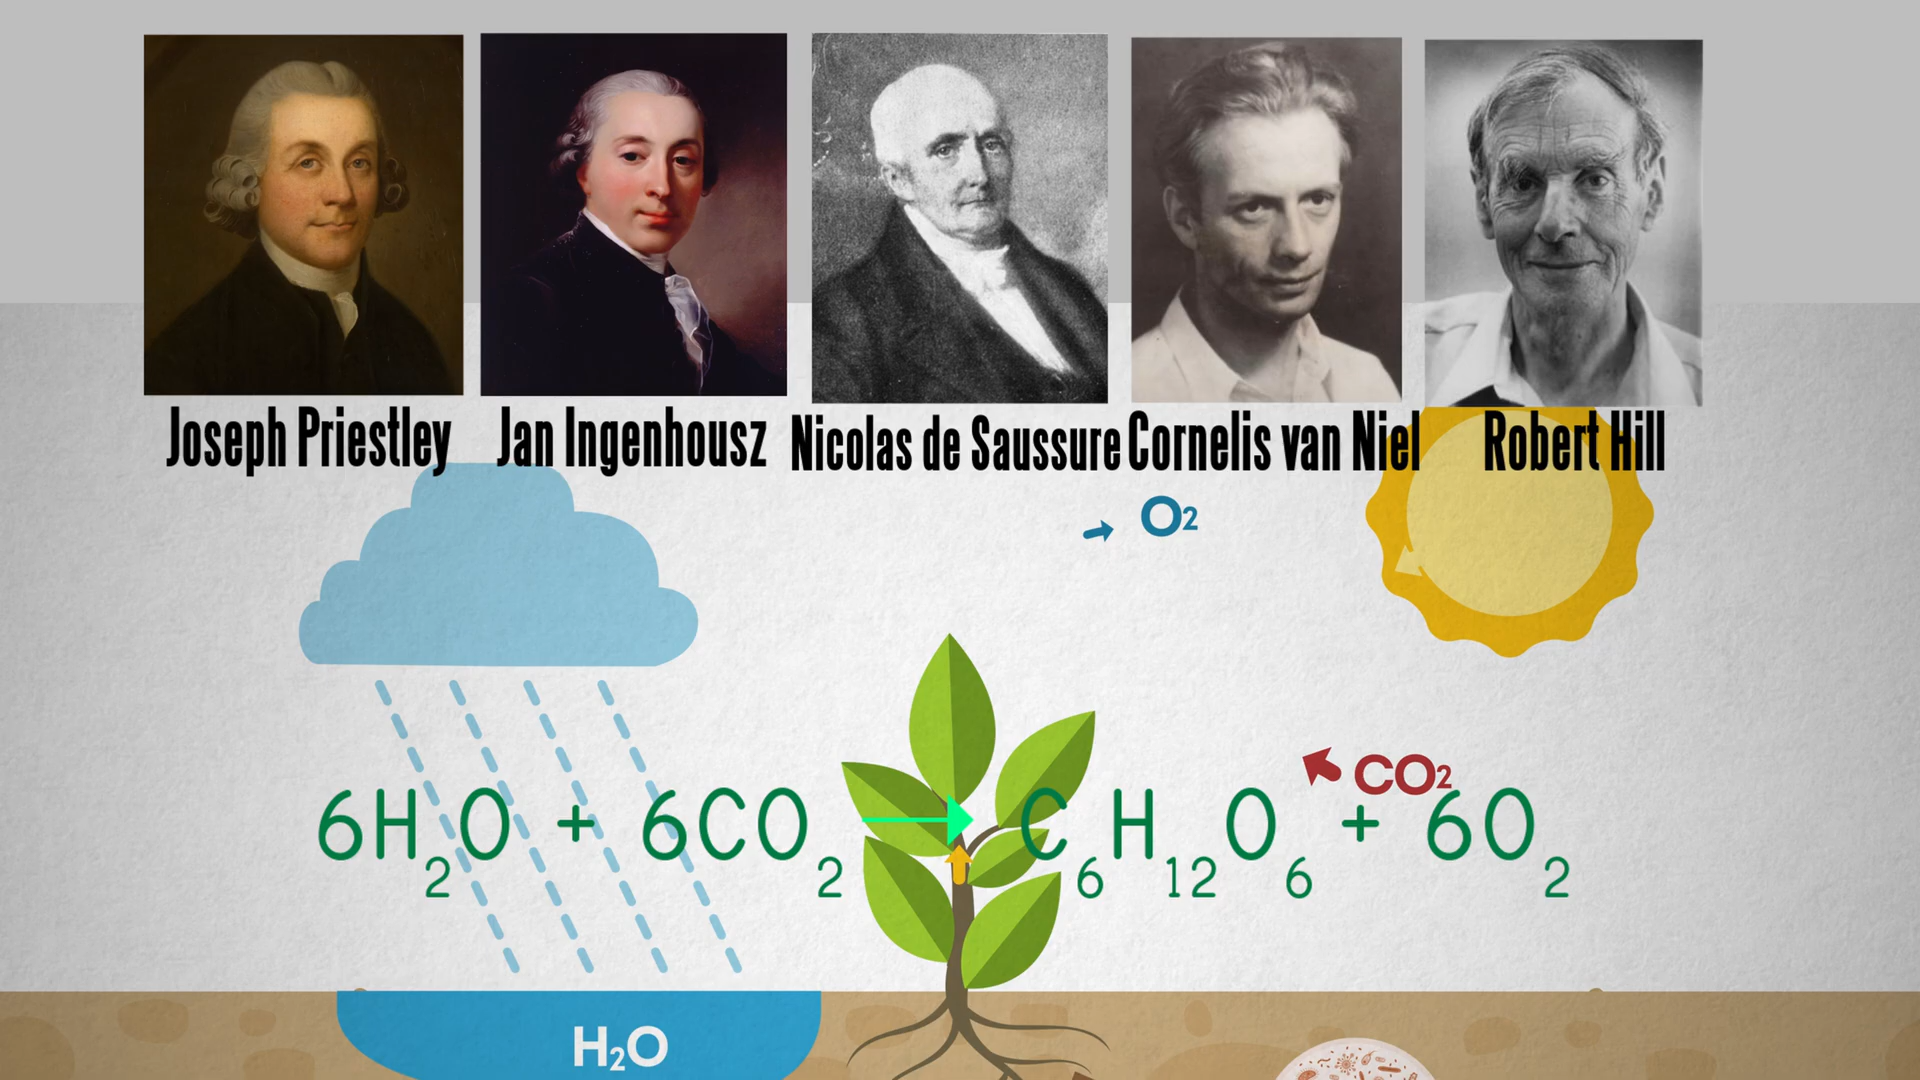 Joseph Priestley
Jan Ingenhousz
Nicolas de Saussure
Cornelis van Niel
Robert Hill
O2
CO2
6H2O + 6CO2 → C6H12O6 + 6O2
H2O